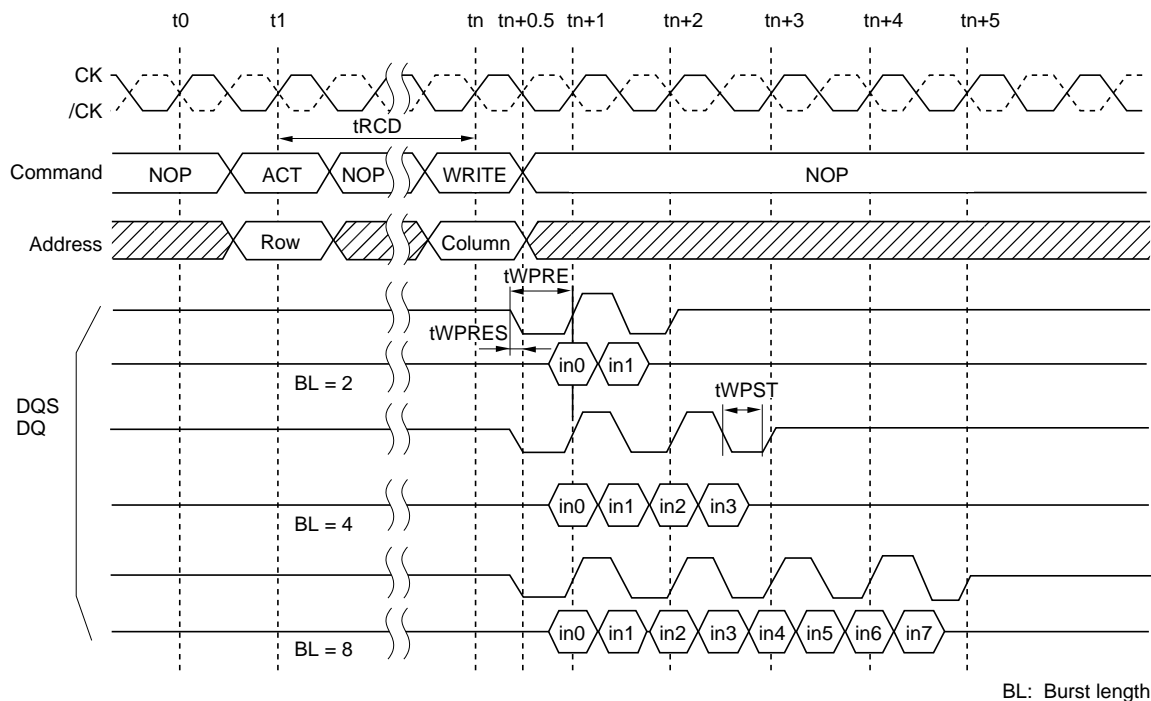 t0 t1 tn tn+0.5 tn+1 tn+2 tn+3 tn+4 tn+5
CK
/CK
tRCD
Command NOP ACT NOP WRITE NOP
Address Row Column
tWPRE
tWPRES
in0 in1
BL = 2
tWPST
DQS
DQ
in0 in1 in2 in3
BL = 4
in0 in1 in2 in3 in4 in5 in6 in7
BL = 8
BL: Burst length